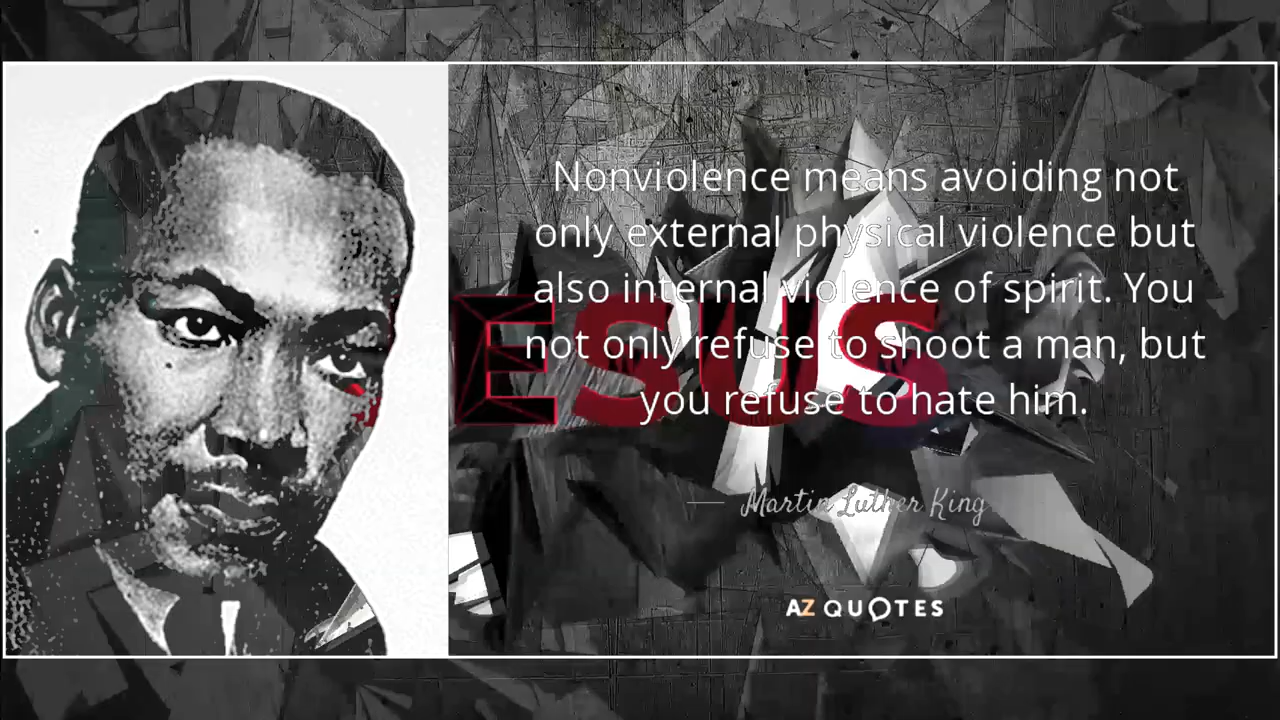 Nonviolence means avoiding not
only external physical violence but
also internal violence of spirit. You
not only refuse to shoot a man, but
you refuse to hate him.
ESUS
— Martin Luther King
AZ QUOTES